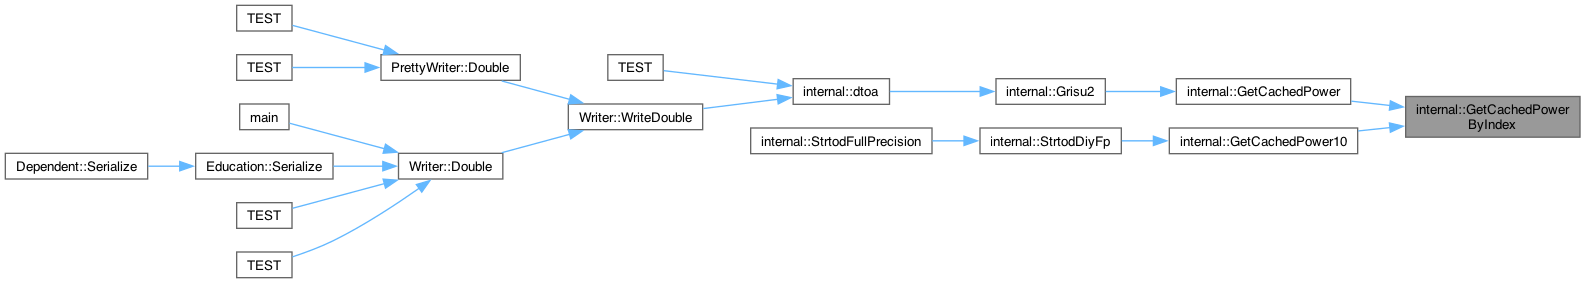 TEST
TEST
PrettyWriter::Double
TEST
main
Writer::WriteDouble
internal::dtoa
internal::Grisu2
internal::GetCachedPower
internal::GetCachedPower
ByIndex
internal::StrtodFullPrecision
internal::StrtodDiyFp
internal::GetCachedPower10
Dependent::Serialize
Education::Serialize
Writer::Double
TEST
TEST